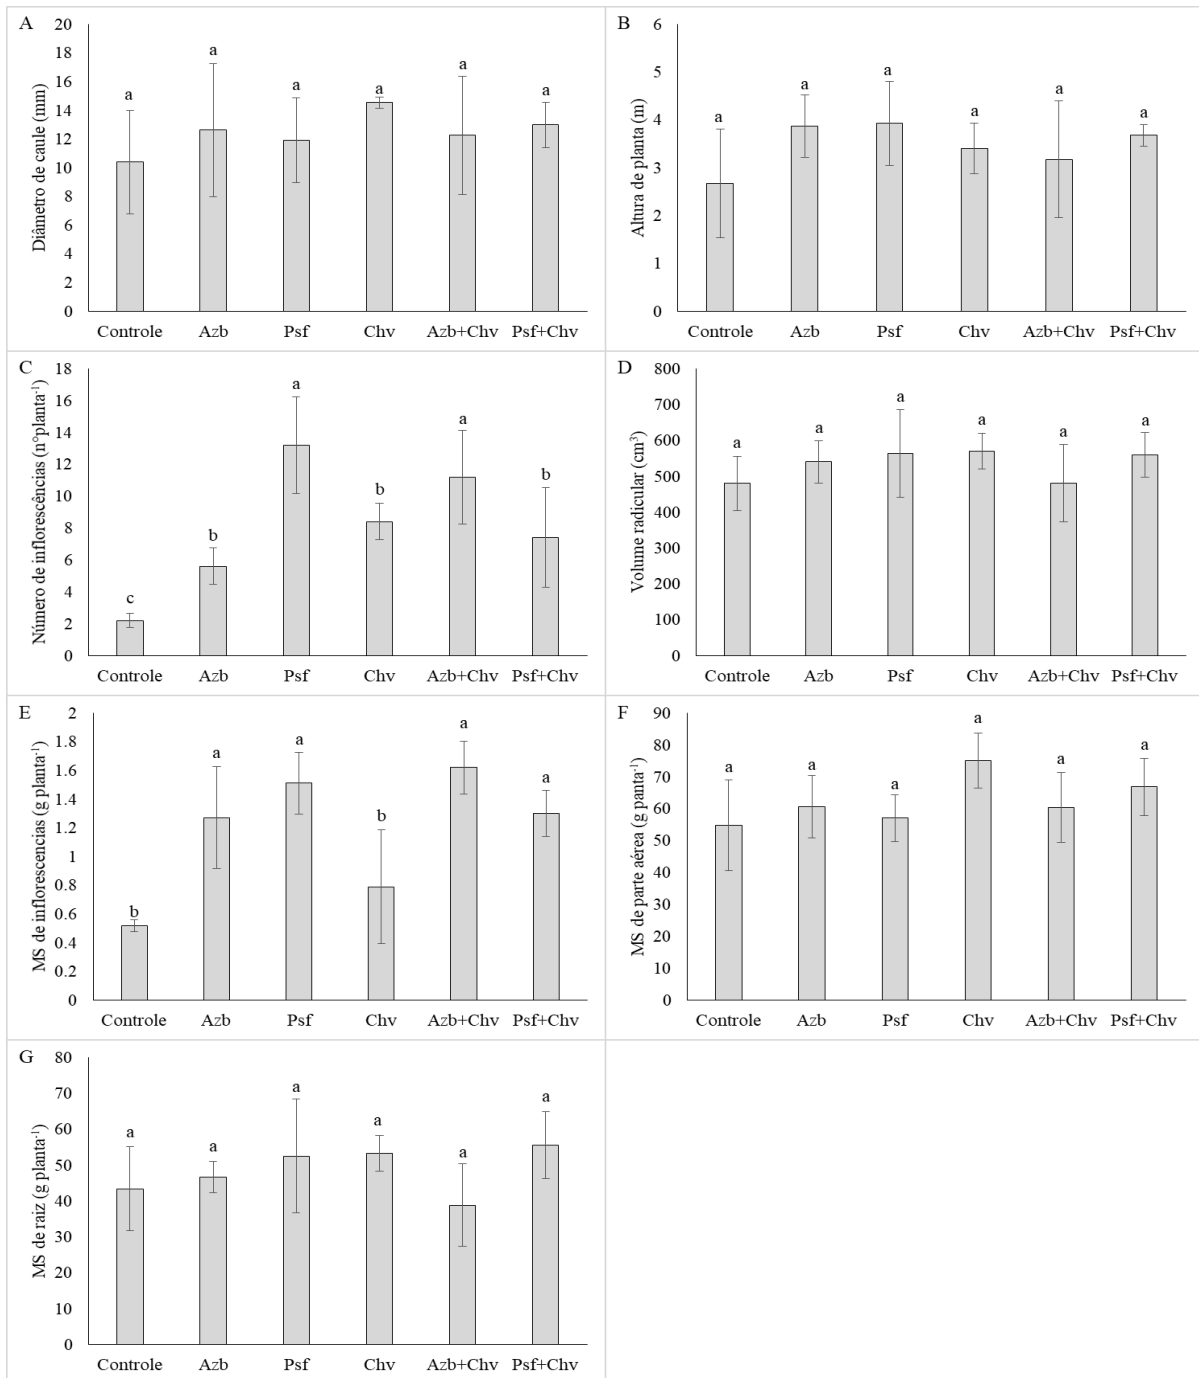 A
Diâmetro de caule (mm)
20
18
16
14
12
10
8
6
4
2
0
a a a a a a
Controle Azb Psf Chv Azb+Chv Psf+Chv
B
Altura de planta (m)
6
5
4
3
2
1
0
a a a a a a
Controle Azb Psf Chv Azb+Chv Psf+Chv
C
Número de inflorescências (n°planta⁻¹)
18
16
14
12
10
8
6
4
2
0
c b a b a b
Controle Azb Psf Chv Azb+Chv Psf+Chv
D
Volume radicular (cm³)
800
700
600
500
400
300
200
100
0
a a a a a a
Controle Azb Psf Chv Azb+Chv Psf+Chv
E
MS de inflorescencias (g planta⁻¹)
2
1.8
1.6
1.4
1.2
1
0.8
0.6
0.4
0.2
0
b a a b a a
Controle Azb Psf Chv Azb+Chv Psf+Chv
F
MS de parte aérea (g panta⁻¹)
90
80
70
60
50
40
30
20
10
0
a a a a a a
Controle Azb Psf Chv Azb+Chv Psf+Chv
G
MS de raiz (g planta⁻¹)
80
70
60
50
40
30
20
10
0
a a a a a a
Controle Azb Psf Chv Azb+Chv Psf+Chv